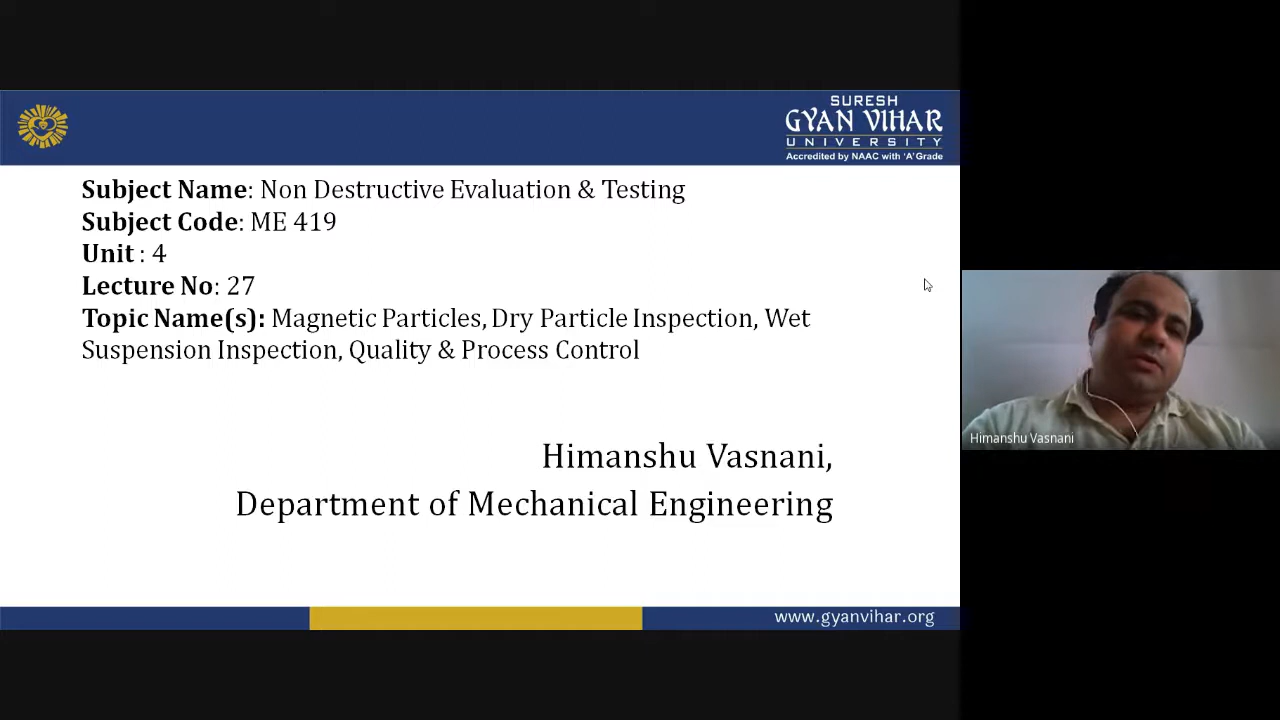 SURESH
GYAN VIHAR
UNIVERSITY
Accredited by NAAC with 'A' Grade
Subject Name: Non Destructive Evaluation & Testing
Subject Code: ME 419
Unit : 4
Lecture No: 27
Topic Name(s): Magnetic Particles, Dry Particle Inspection, Wet
Suspension Inspection, Quality & Process Control
Himanshu Vasnani,
Department of Mechanical Engineering
Himanshu Vasnani
www.gyanvihar.org